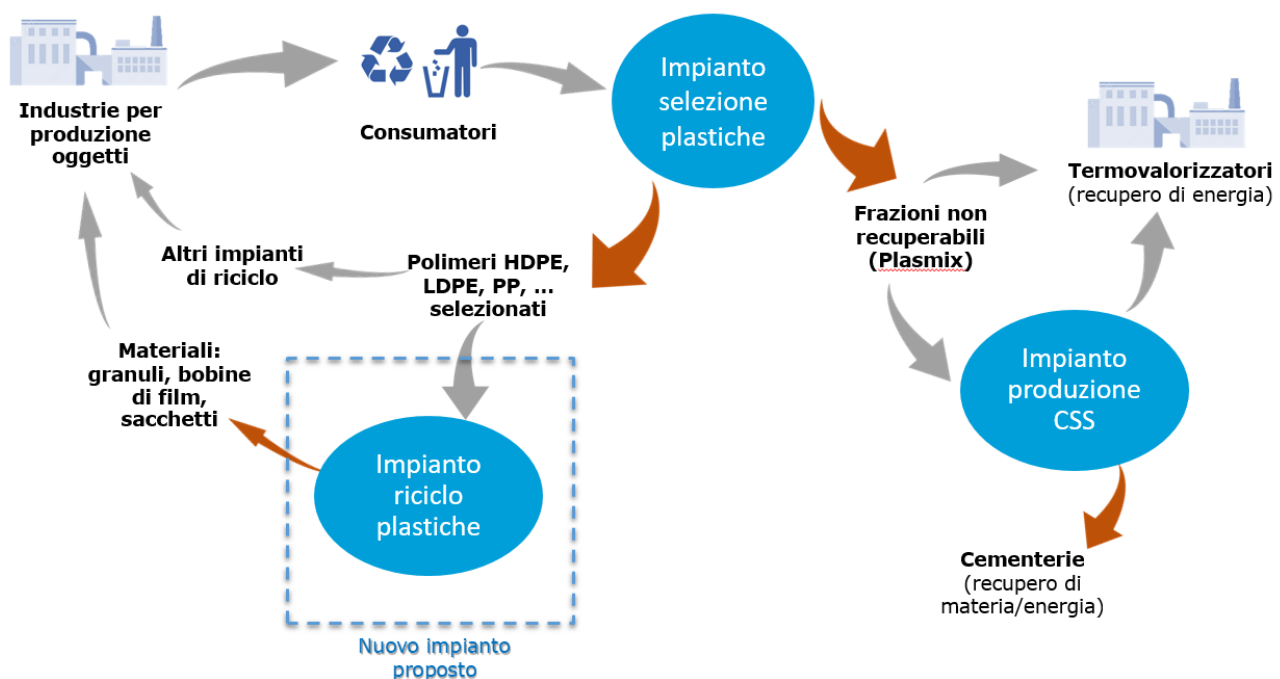 Industrie per
produzione
oggetti
Consumatori
Impianto
selezione
plastiche
Termovalorizzatori
(recupero di energia)
Frazioni non
recuperabili
(Plasmix)
Altri impianti
di riciclo
Polimeri HDPE,
LDPE, PP, ...
selezionati
Materiali:
granuli, bobine
di film,
sacchetti
Impianto
riciclo
plastiche
Nuovo impianto
proposto
Impianto
produzione
CSS
Cementerie
(recupero di
materia/energia)